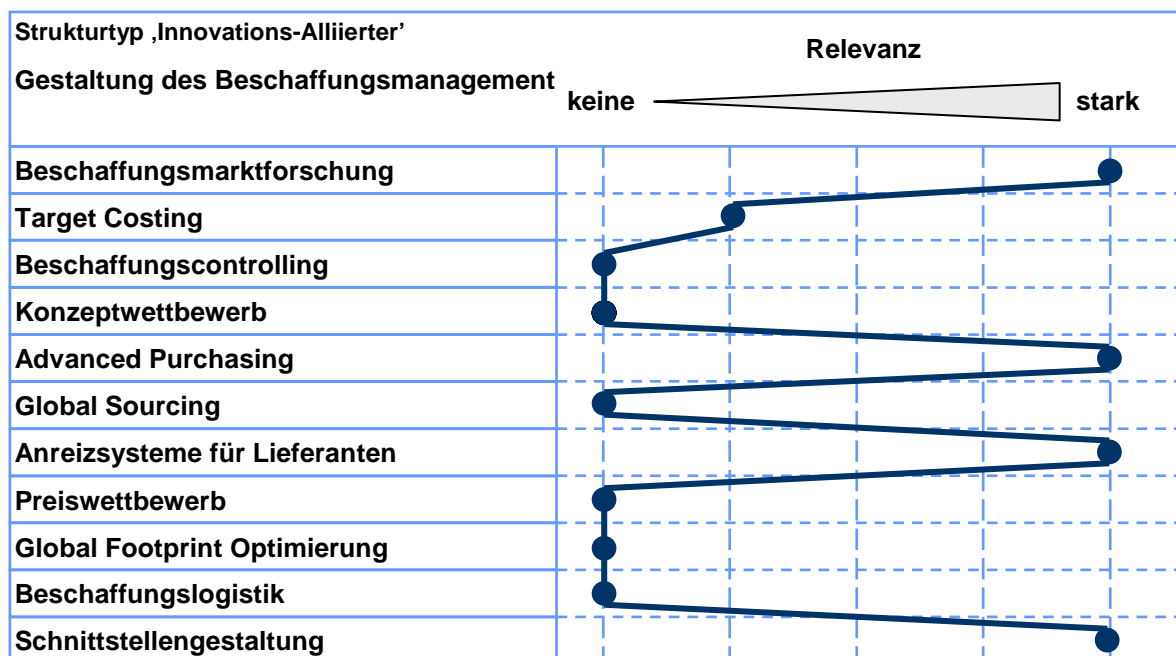 Strukturtyp ‚Innovations-Alliierter’
Gestaltung des Beschaffungsmanagement
Relevanz
keine
stark
Beschaffungsmarktforschung
Target Costing
Beschaffungscontrolling
Konzeptwettbewerb
Advanced Purchasing
Global Sourcing
Anreizsysteme für Lieferanten
Preiswettbewerb
Global Footprint Optimierung
Beschaffungslogistik
Schnittstellengestaltung